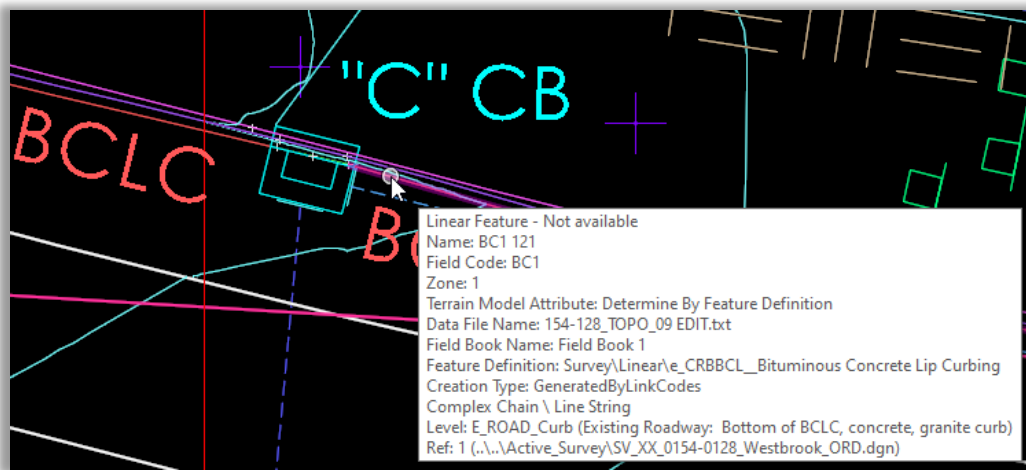 "C" CB
BCLC
Linear Feature - Not available
Name: BC1 121
Field Code: BC1
Zone: 1
Terrain Model Attribute: Determine By Feature Definition
Data File Name: 154-128_TOPO_09 EDIT.txt
Field Book Name: Field Book 1
Feature Definition: Survey\Linear\e_CRBBCL__Bituminous Concrete Lip Curbing
Creation Type: GeneratedByLinkCodes
Complex Chain \ Line String
Level: E_ROAD_Curb (Existing Roadway:  Bottom of BCLC, concrete, granite curb)
Ref: 1 (..\..\Active_Survey\SV_XX_0154-0128_Westbrook_ORD.dgn)